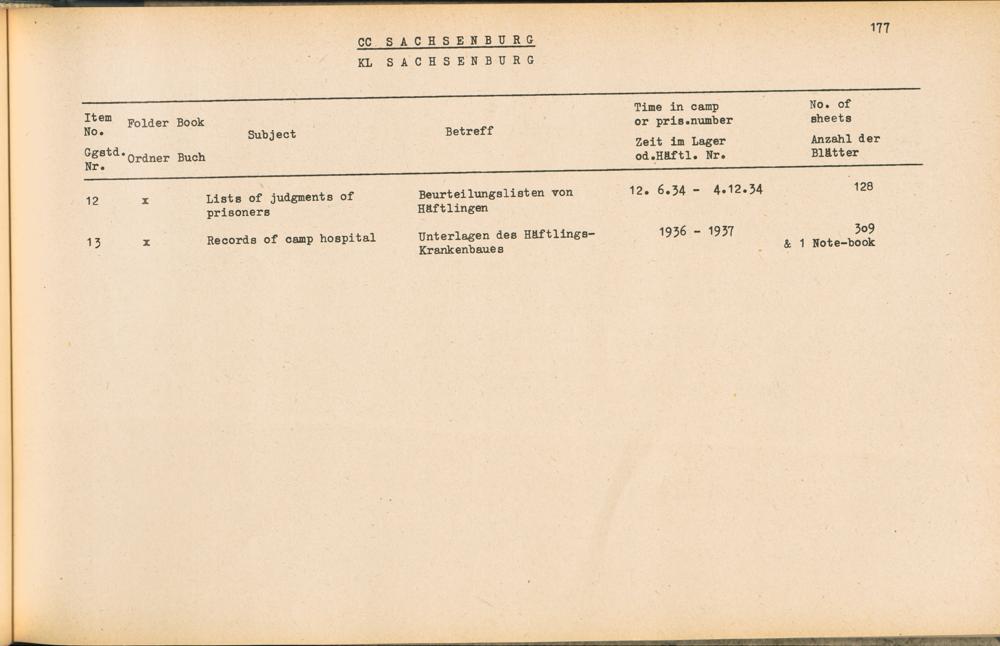 177
CC SACHSENBURG
KL SACHSENBURG
Item No. Folder Book Subject Betreff Time in camp or pris.number No. of sheets
Ggstd. Nr. Ordner Buch Zeit im Lager od.Häftl. Nr. Anzahl der Blätter
12 x Lists of judgments of Beurteilungslisten von 12. 6.34 - 4.12.34 128
prisoners Häftlingen
13 x Records of camp hospital Unterlagen des Häftlings- 1936 - 1937 309
Krankenbaues & 1 Note-book